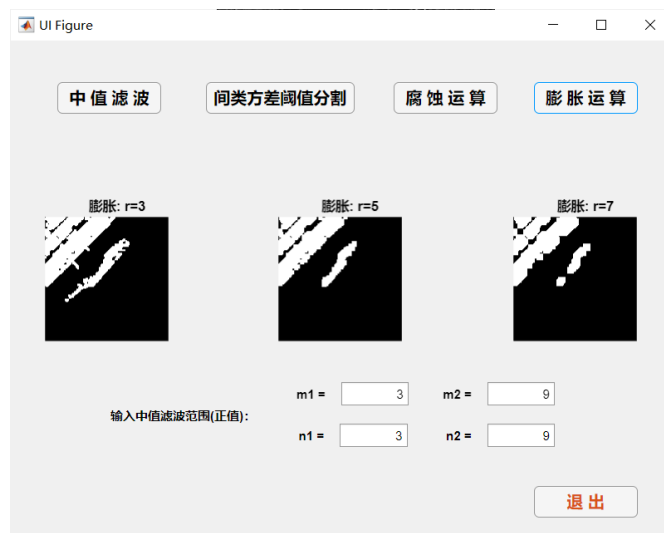 UI Figure
中 值 滤 波
间类方差阈值分割
腐 蚀 运 算
膨 胀 运 算
膨胀: r=3
膨胀: r=5
膨胀: r=7
m1 = 3
m2 = 9
输入中值滤波范围(正值):
n1 = 3
n2 = 9
退 出